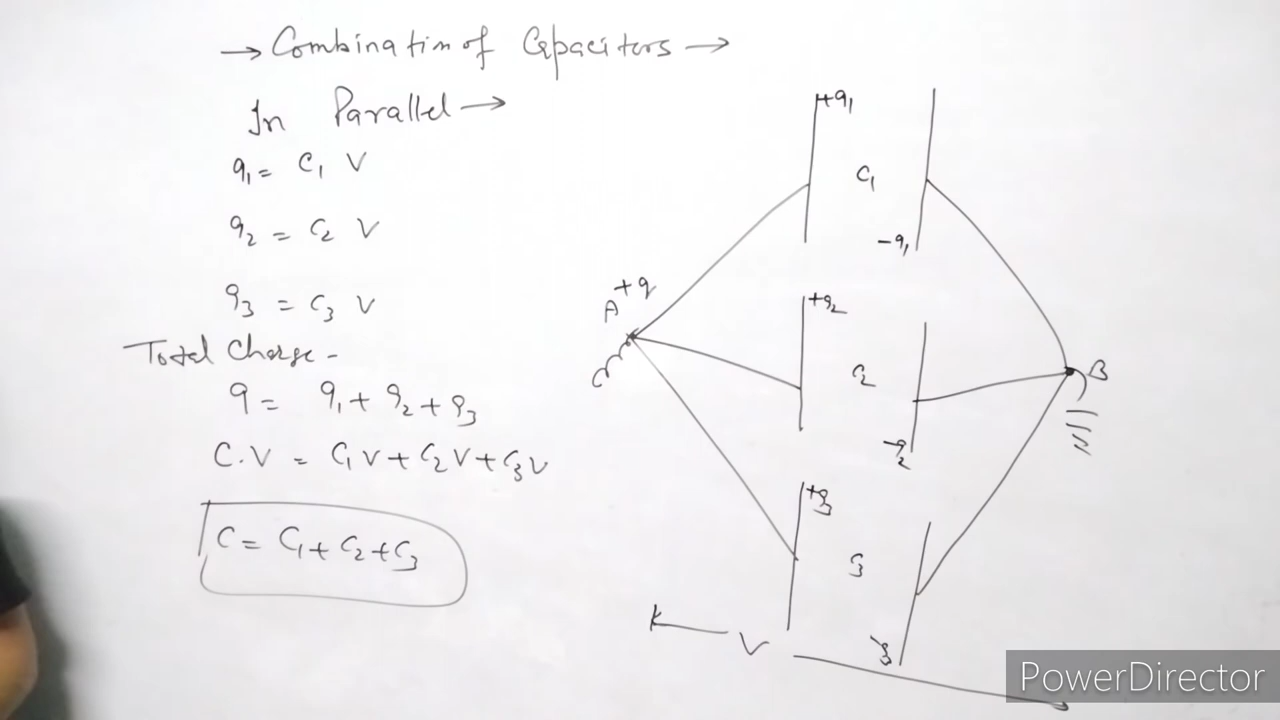 → Combination of Capacitors →
In Parallel →
q₁ = C₁ V
q₂ = C₂ V
q₃ = C₃ V
Total Charge -
q = q₁ + q₂ + q₃
C.V = C₁V + C₂V + C₃V
C = C₁ + C₂ + C₃
+q₁
C₁
-q₁
A +q
+q₂
C₂
-q₂
B
+q₃
C₃
-q₃
V
PowerDirector